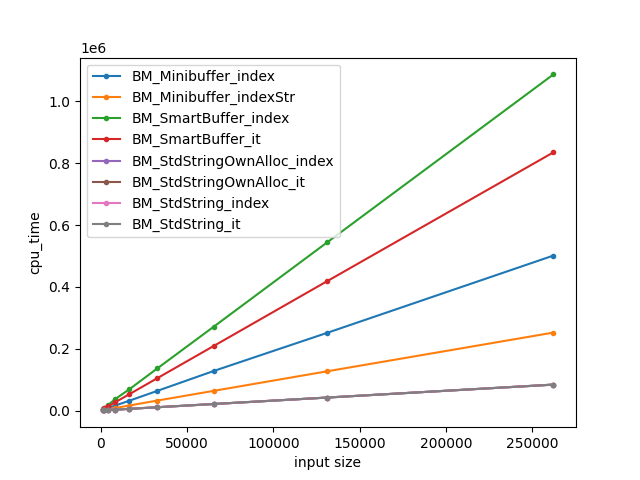 1e6
BM_Minibuffer_index
BM_Minibuffer_indexStr
BM_SmartBuffer_index
BM_SmartBuffer_it
BM_StdStringOwnAlloc_index
BM_StdStringOwnAlloc_it
BM_StdString_index
BM_StdString_it
1.0
0.8
0.6
0.4
0.2
0.0
cpu_time
0 50000 100000 150000 200000 250000
input size